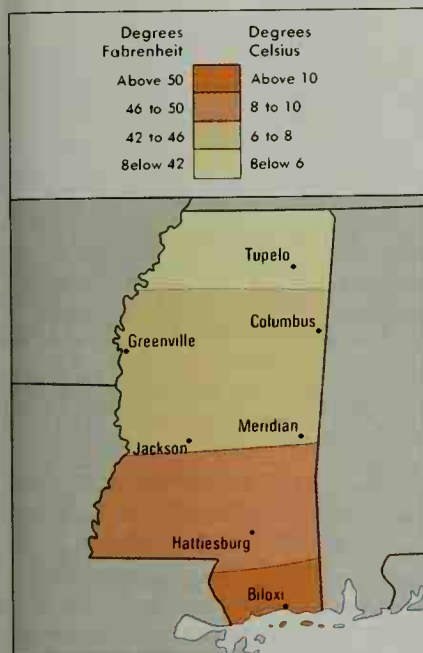 Degrees Fahrenheit
Degrees Celsius
Above 50
Above 10
46 to 50
8 to 10
42 to 46
6 to 8
Below 42
Below 6
Tupelo
Columbus
Greenville
Meridian
Jackson
Hattiesburg
Biloxi